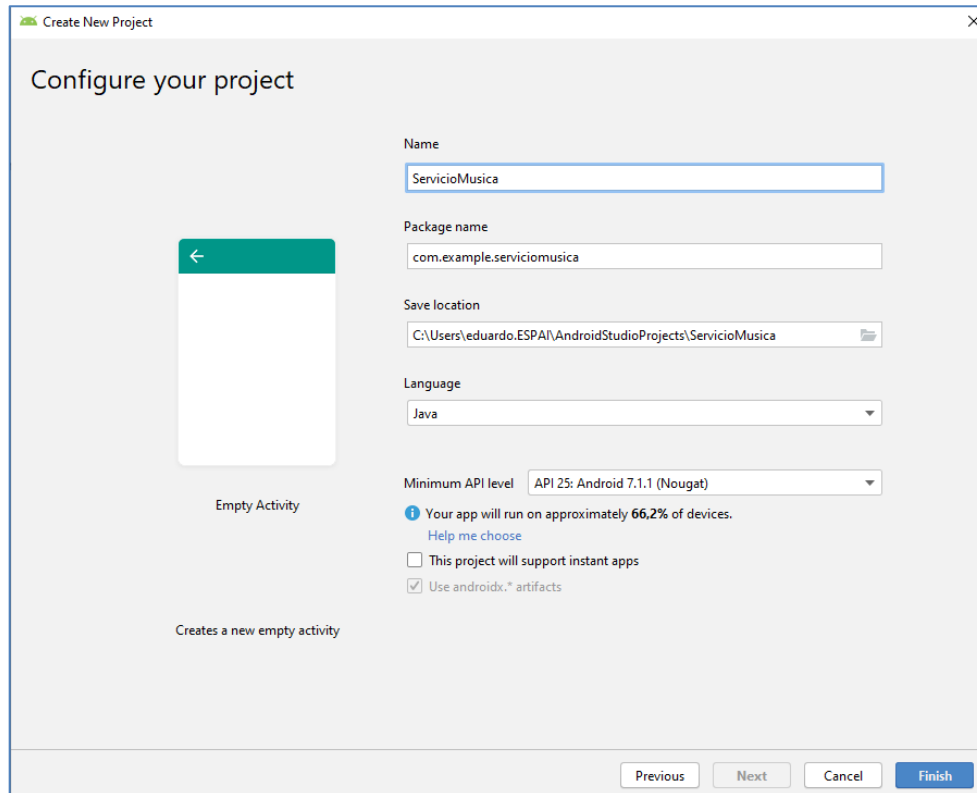 Create New Project
Configure your project
Name
ServicioMusica
Package name
com.example.serviciomusica
Save location
C:\Users\eduardo.ESPAI\AndroidStudioProjects\ServicioMusica
Language
Java
Minimum API level API 25: Android 7.1.1 (Nougat)
Empty Activity
Your app will run on approximately 66,2% of devices.
Help me choose
This project will support instant apps
Use androidx.* artifacts
Creates a new empty activity
Previous Next Cancel Finish